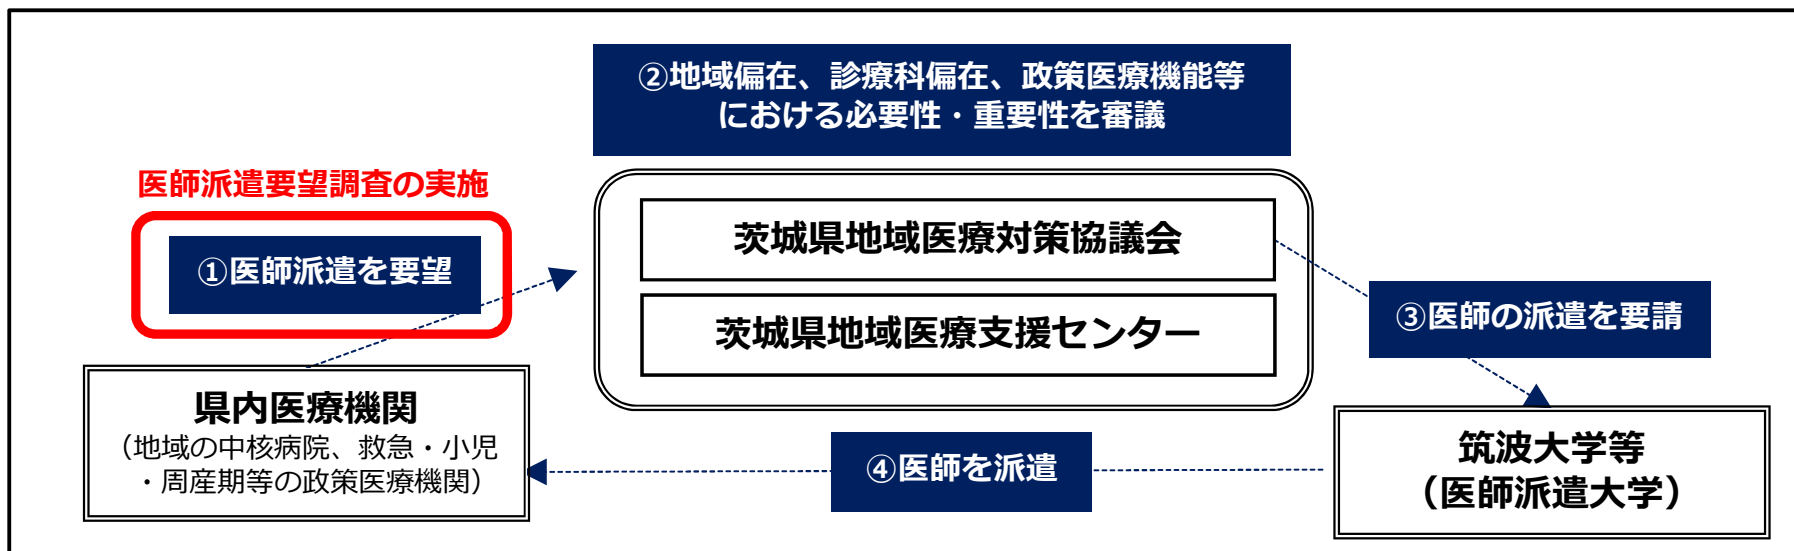 ②地域偏在、診療科偏在、政策医療機能等
における必要性・重要性を審議
医師派遣要望調査の実施
①医師派遣を要望
茨城県地域医療対策協議会
茨城県地域医療支援センター
③医師の派遣を要請
県内医療機関
（地域の中核病院、救急・小児
・周産期等の政策医療機関）
④医師を派遣
筑波大学等
（医師派遣大学）